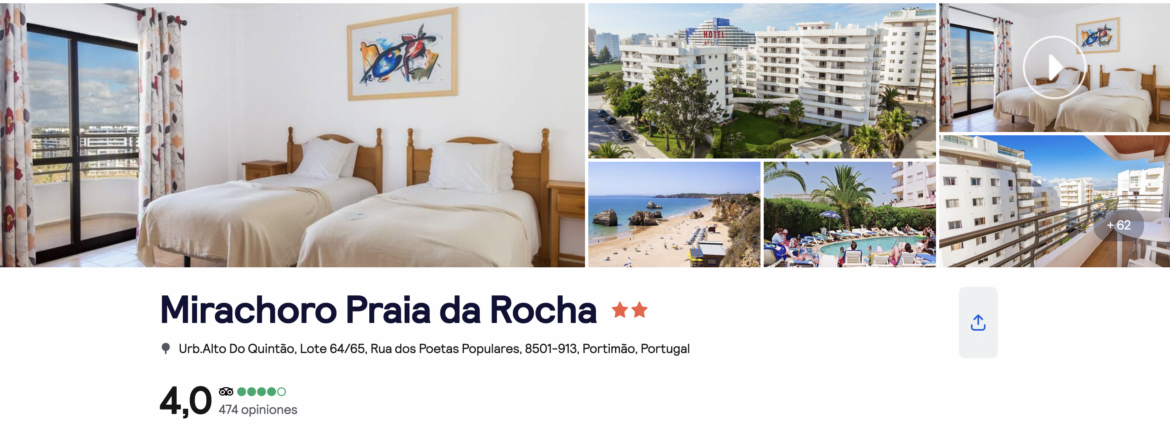 HOTEL
+ 62
Mirachoro Praia da Rocha
Urb.Alto Do Quintão, Lote 64/65, Rua dos Poetas Populares, 8501-913, Portimão, Portugal
4,0
474 opiniones